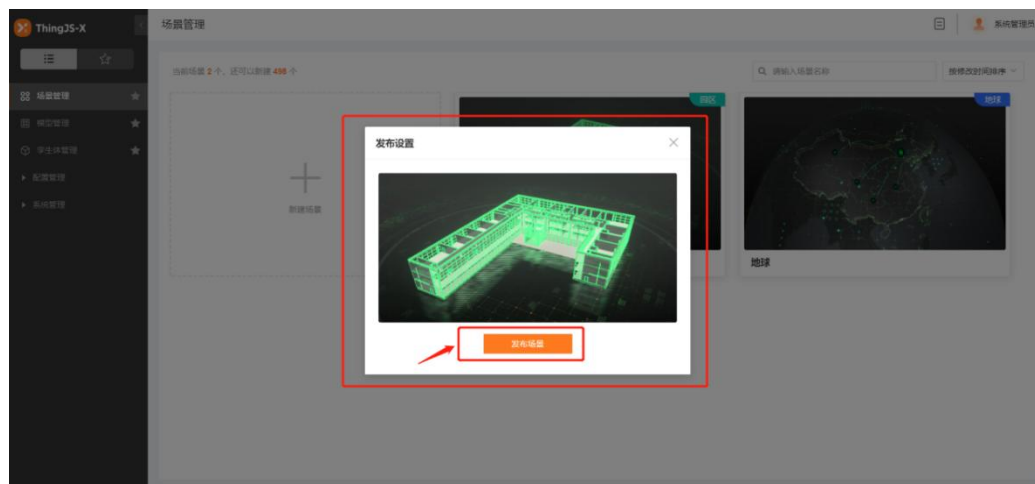 ThingJS-X
场景管理
系统管理员
场景管理
模型管理
孪生体管理
配置管理
系统管理
当前场景 2 个，还可以新建 498 个
请输入场景名称
按修改时间排序
新建场景
园区
地球
地球
发布设置
发布场景